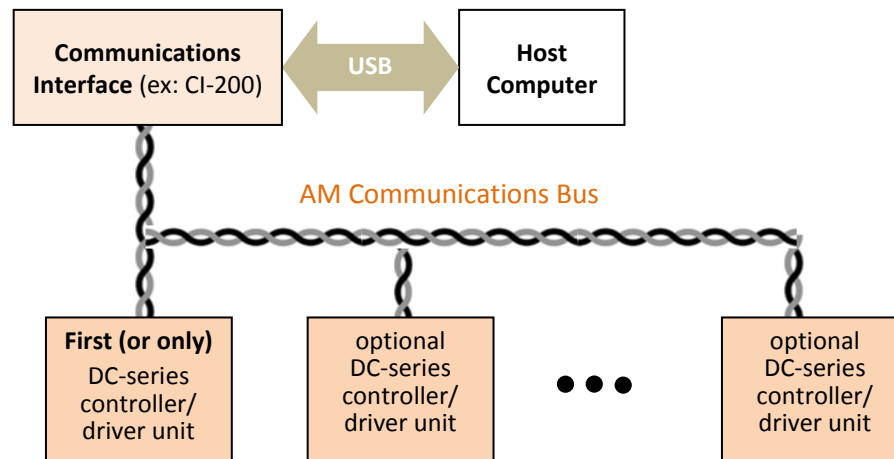 Communications
Interface (ex: CI-200)
USB
Host
Computer
AM Communications Bus
First (or only)
DC-series
controller/
driver unit
optional
DC-series
controller/
driver unit
optional
DC-series
controller/
driver unit